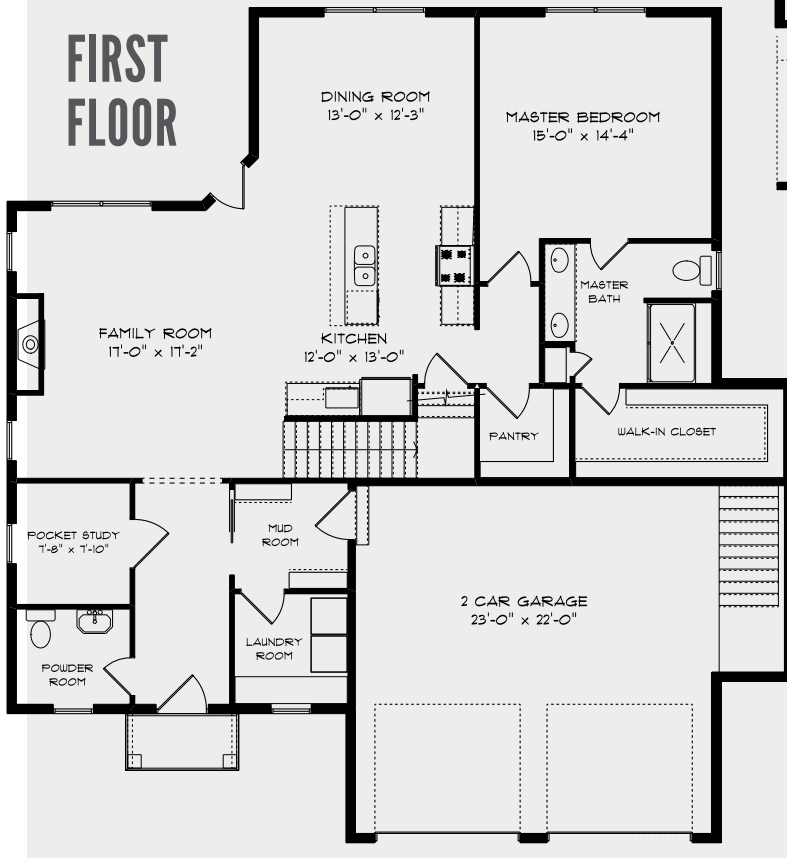 FIRST
FLOOR
DINING ROOM
13'-0" x 12'-3"
MASTER BEDROOM
15'-0" x 14'-4"
MASTER
BATH
FAMILY ROOM
17'-0" x 17'-2"
KITCHEN
12'-0" x 13'-0"
PANTRY
WALK-IN CLOSET
POCKET STUDY
7'-8" x 7'-10"
MUD
ROOM
2 CAR GARAGE
23'-0" x 22'-0"
LAUNDRY
ROOM
POWDER
ROOM